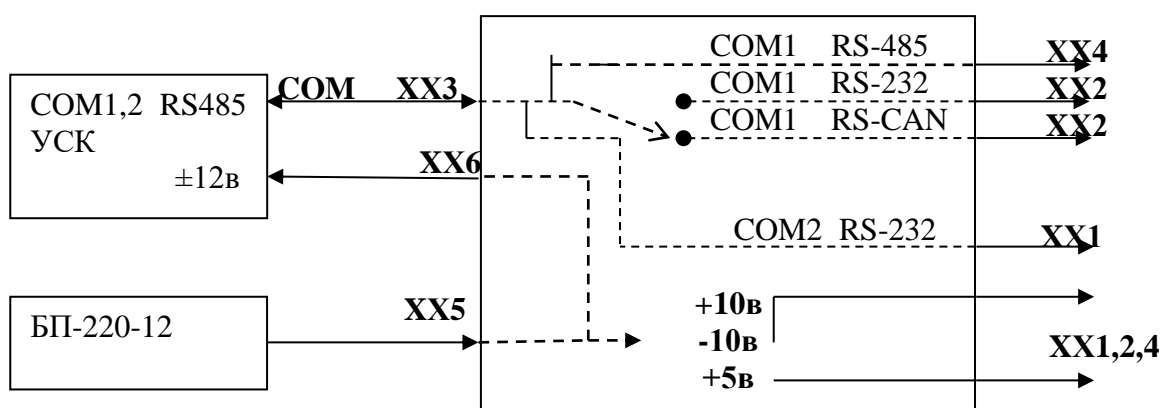 COM1 RS-485
XX4
COM1,2 RS485
УСК
±12в
COM
XX3
COM1 RS-232
XX2
COM1 RS-CAN
XX2
XX6
COM2 RS-232
XX1
БП-220-12
XX5
+10в
-10в
+5в
XX1,2,4